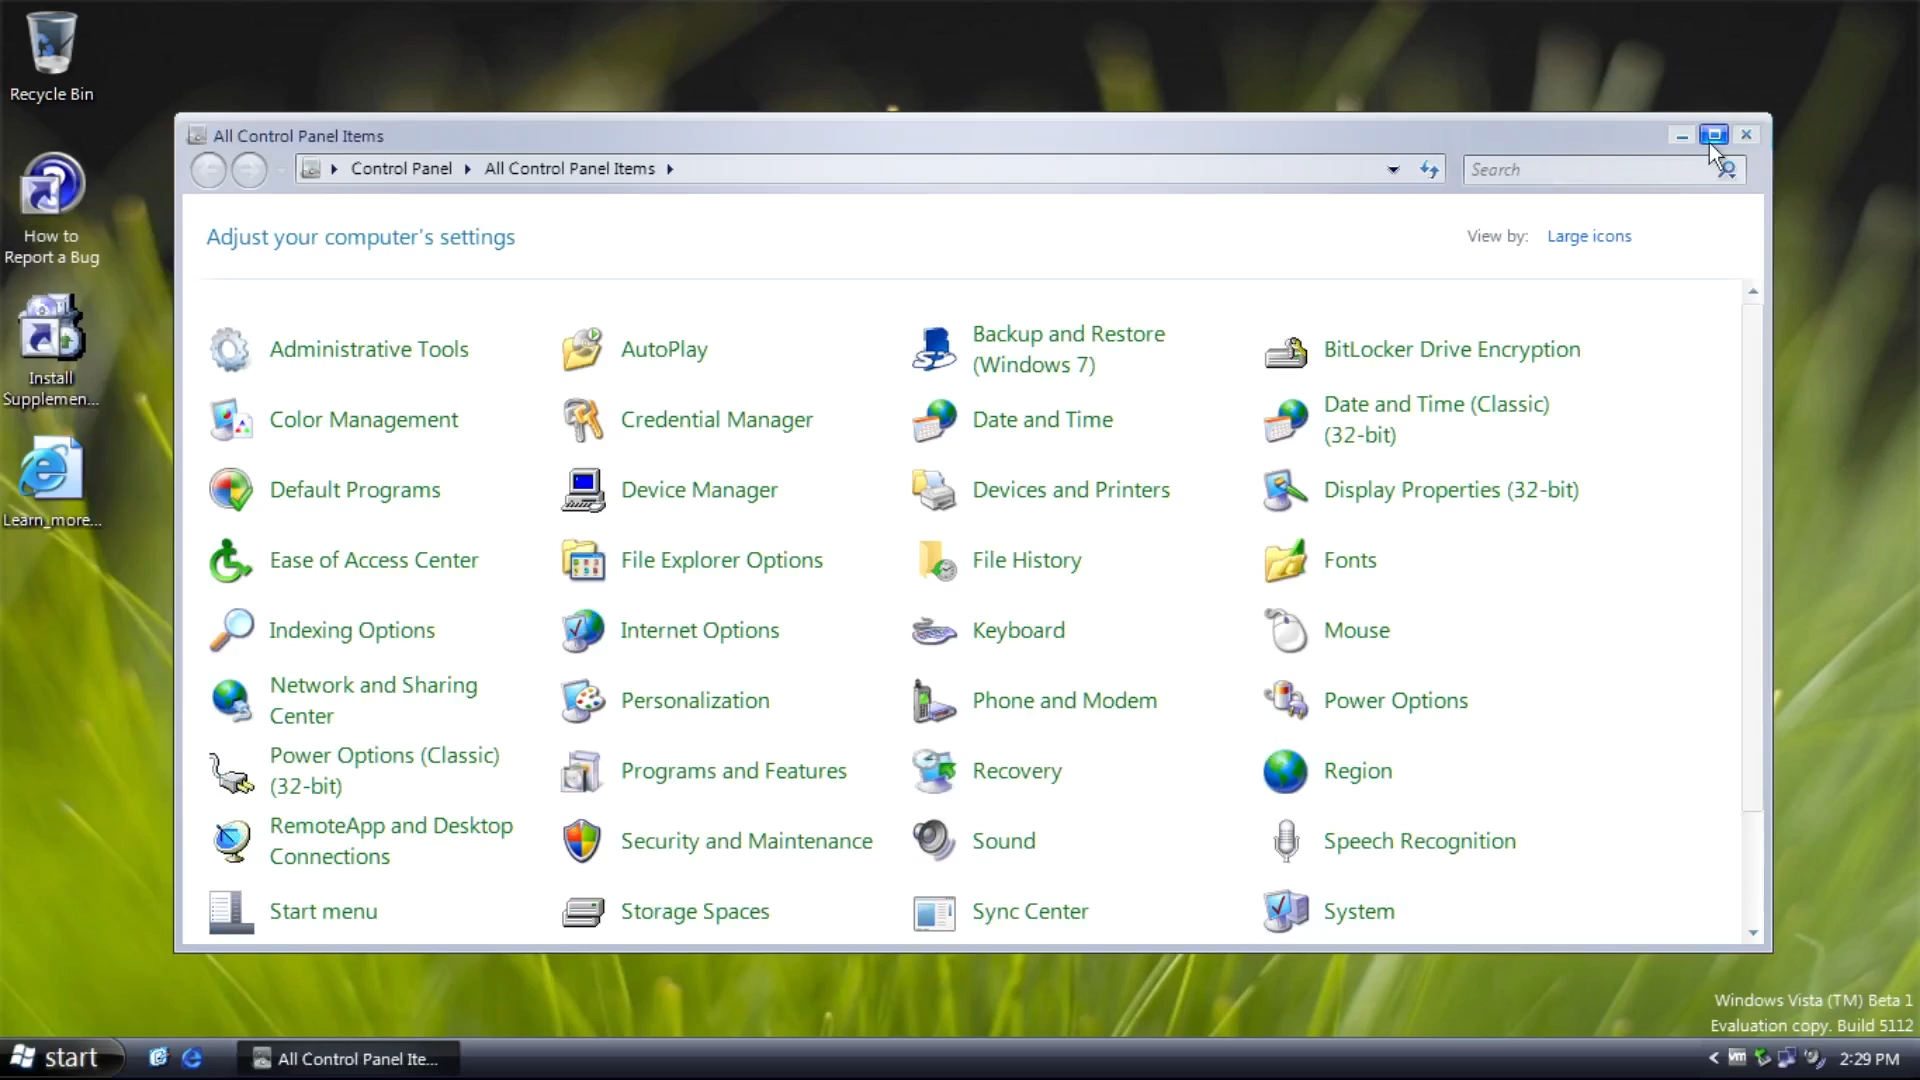 Recycle Bin
How to
Report a Bug
Install
Supplemen...
Learn_more...
All Control Panel Items
Control Panel
All Control Panel Items
Search
Adjust your computer's settings
View by:
Large icons
Administrative Tools
AutoPlay
Backup and Restore
(Windows 7)
BitLocker Drive Encryption
Color Management
Credential Manager
Date and Time
Date and Time (Classic)
(32-bit)
Default Programs
Device Manager
Devices and Printers
Display Properties (32-bit)
Ease of Access Center
File Explorer Options
File History
Fonts
Indexing Options
Internet Options
Keyboard
Mouse
Network and Sharing
Center
Personalization
Phone and Modem
Power Options
Power Options (Classic)
(32-bit)
Programs and Features
Recovery
Region
RemoteApp and Desktop
Connections
Security and Maintenance
Sound
Speech Recognition
Start menu
Storage Spaces
Sync Center
System
Windows Vista (TM) Beta 1
Evaluation copy. Build 5112
start
All Control Panel Ite...
vm
2:29 PM